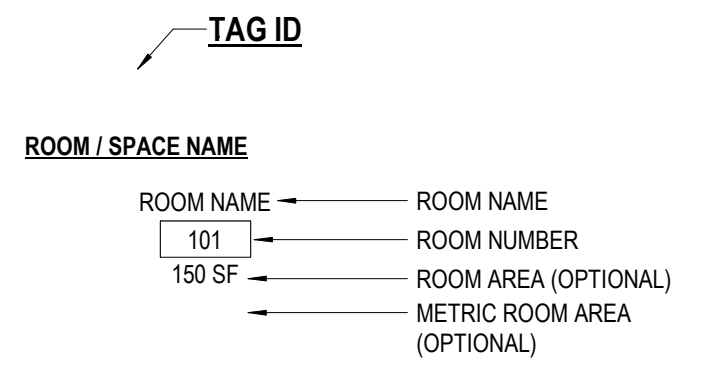 TAG ID
ROOM / SPACE NAME
ROOM NAME ROOM NAME
101 ROOM NUMBER
150 SF ROOM AREA (OPTIONAL)
METRIC ROOM AREA
(OPTIONAL)